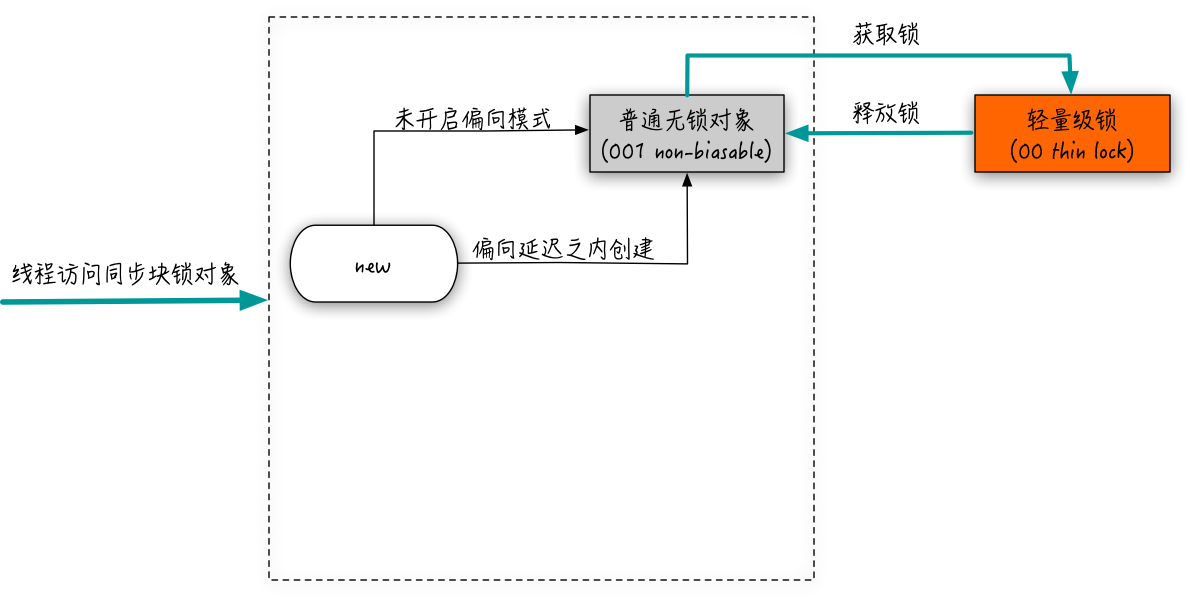 获取锁
未开启偏向模式
普通无锁对象
(001 non-biasable)
释放锁
轻量级锁
(00 thin lock)
偏向延迟之内创建
new
线程访问同步块锁对象